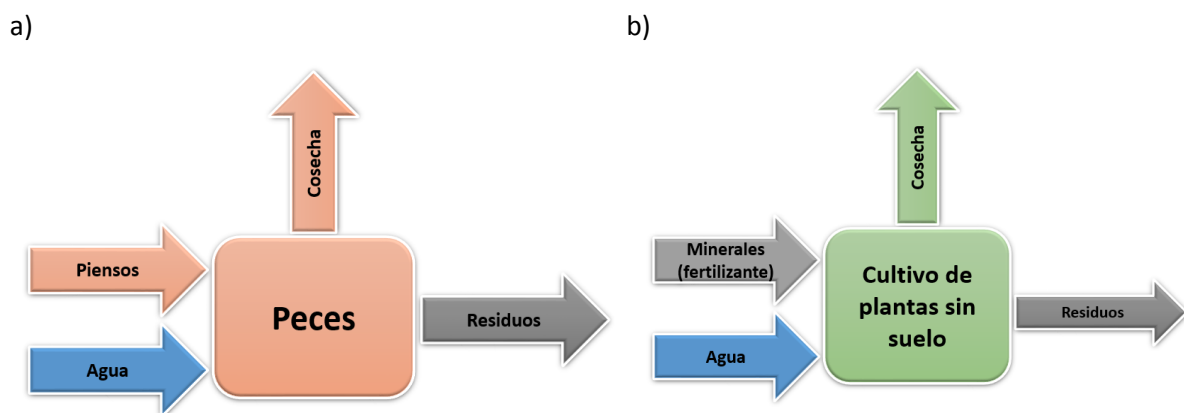 a)
Cosecha
Piensos
Agua
Peces
Residuos
b)
Cosecha
Minerales
(fertilizante)
Agua
Cultivo de
plantas sin
suelo
Residuos